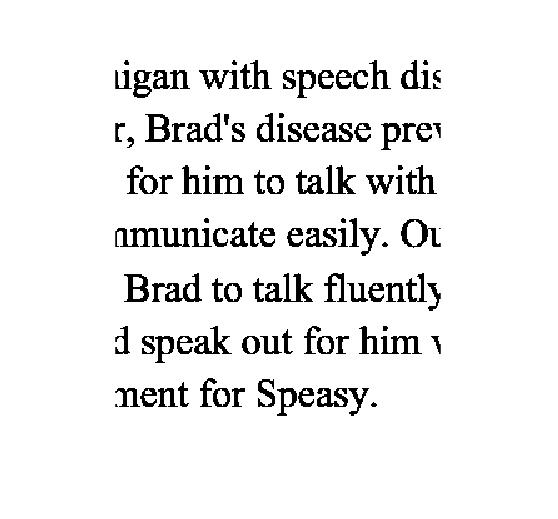 igan with speech dis
r, Brad's disease prev
for him to talk with
mmunicate easily. Ou
Brad to talk fluently
d speak out for him
ment for Speasy.